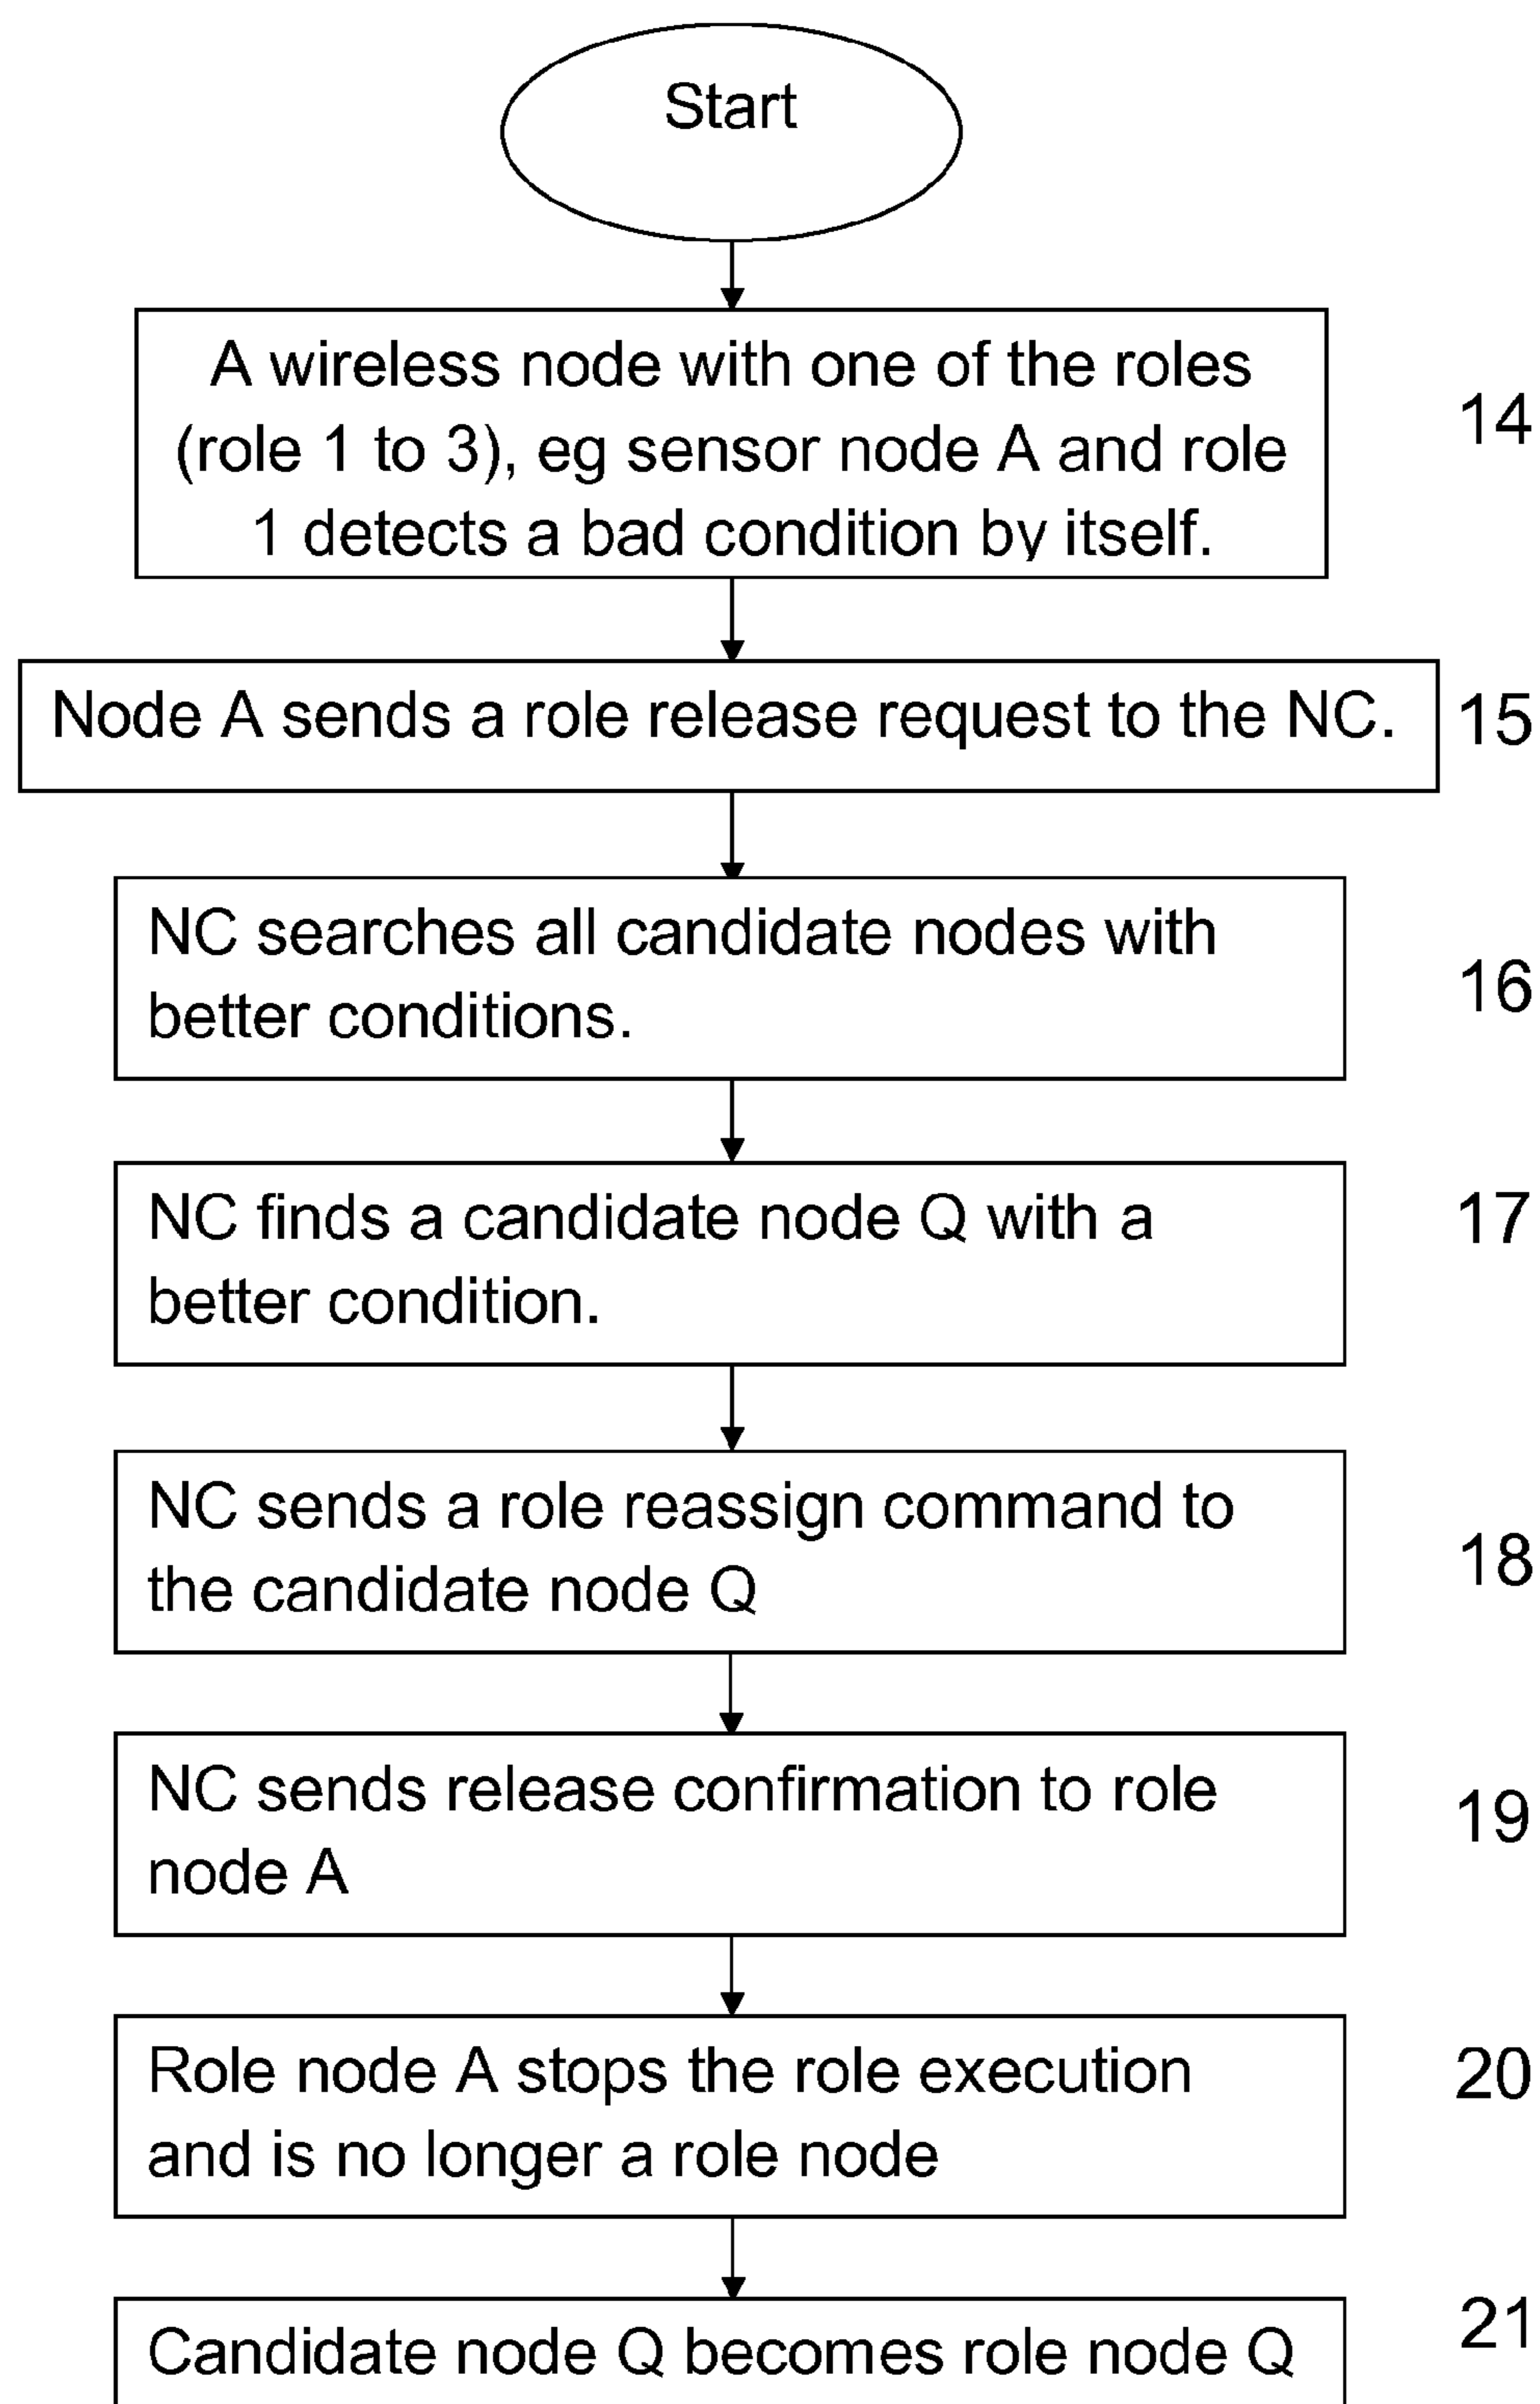 Start
A wireless node with one of the roles
(role 1 to 3), eg sensor node A and role
1 detects a bad condition by itself.
14
Node A sends a role release request to the NC.
15
NC searches all candidate nodes with
better conditions.
16
NC finds a candidate node Q with a
better condition.
17
NC sends a role reassign command to
the candidate node Q
18
NC sends release confirmation to role
node A
19
Role node A stops the role execution
and is no longer a role node
20
Candidate node Q becomes role node Q
21